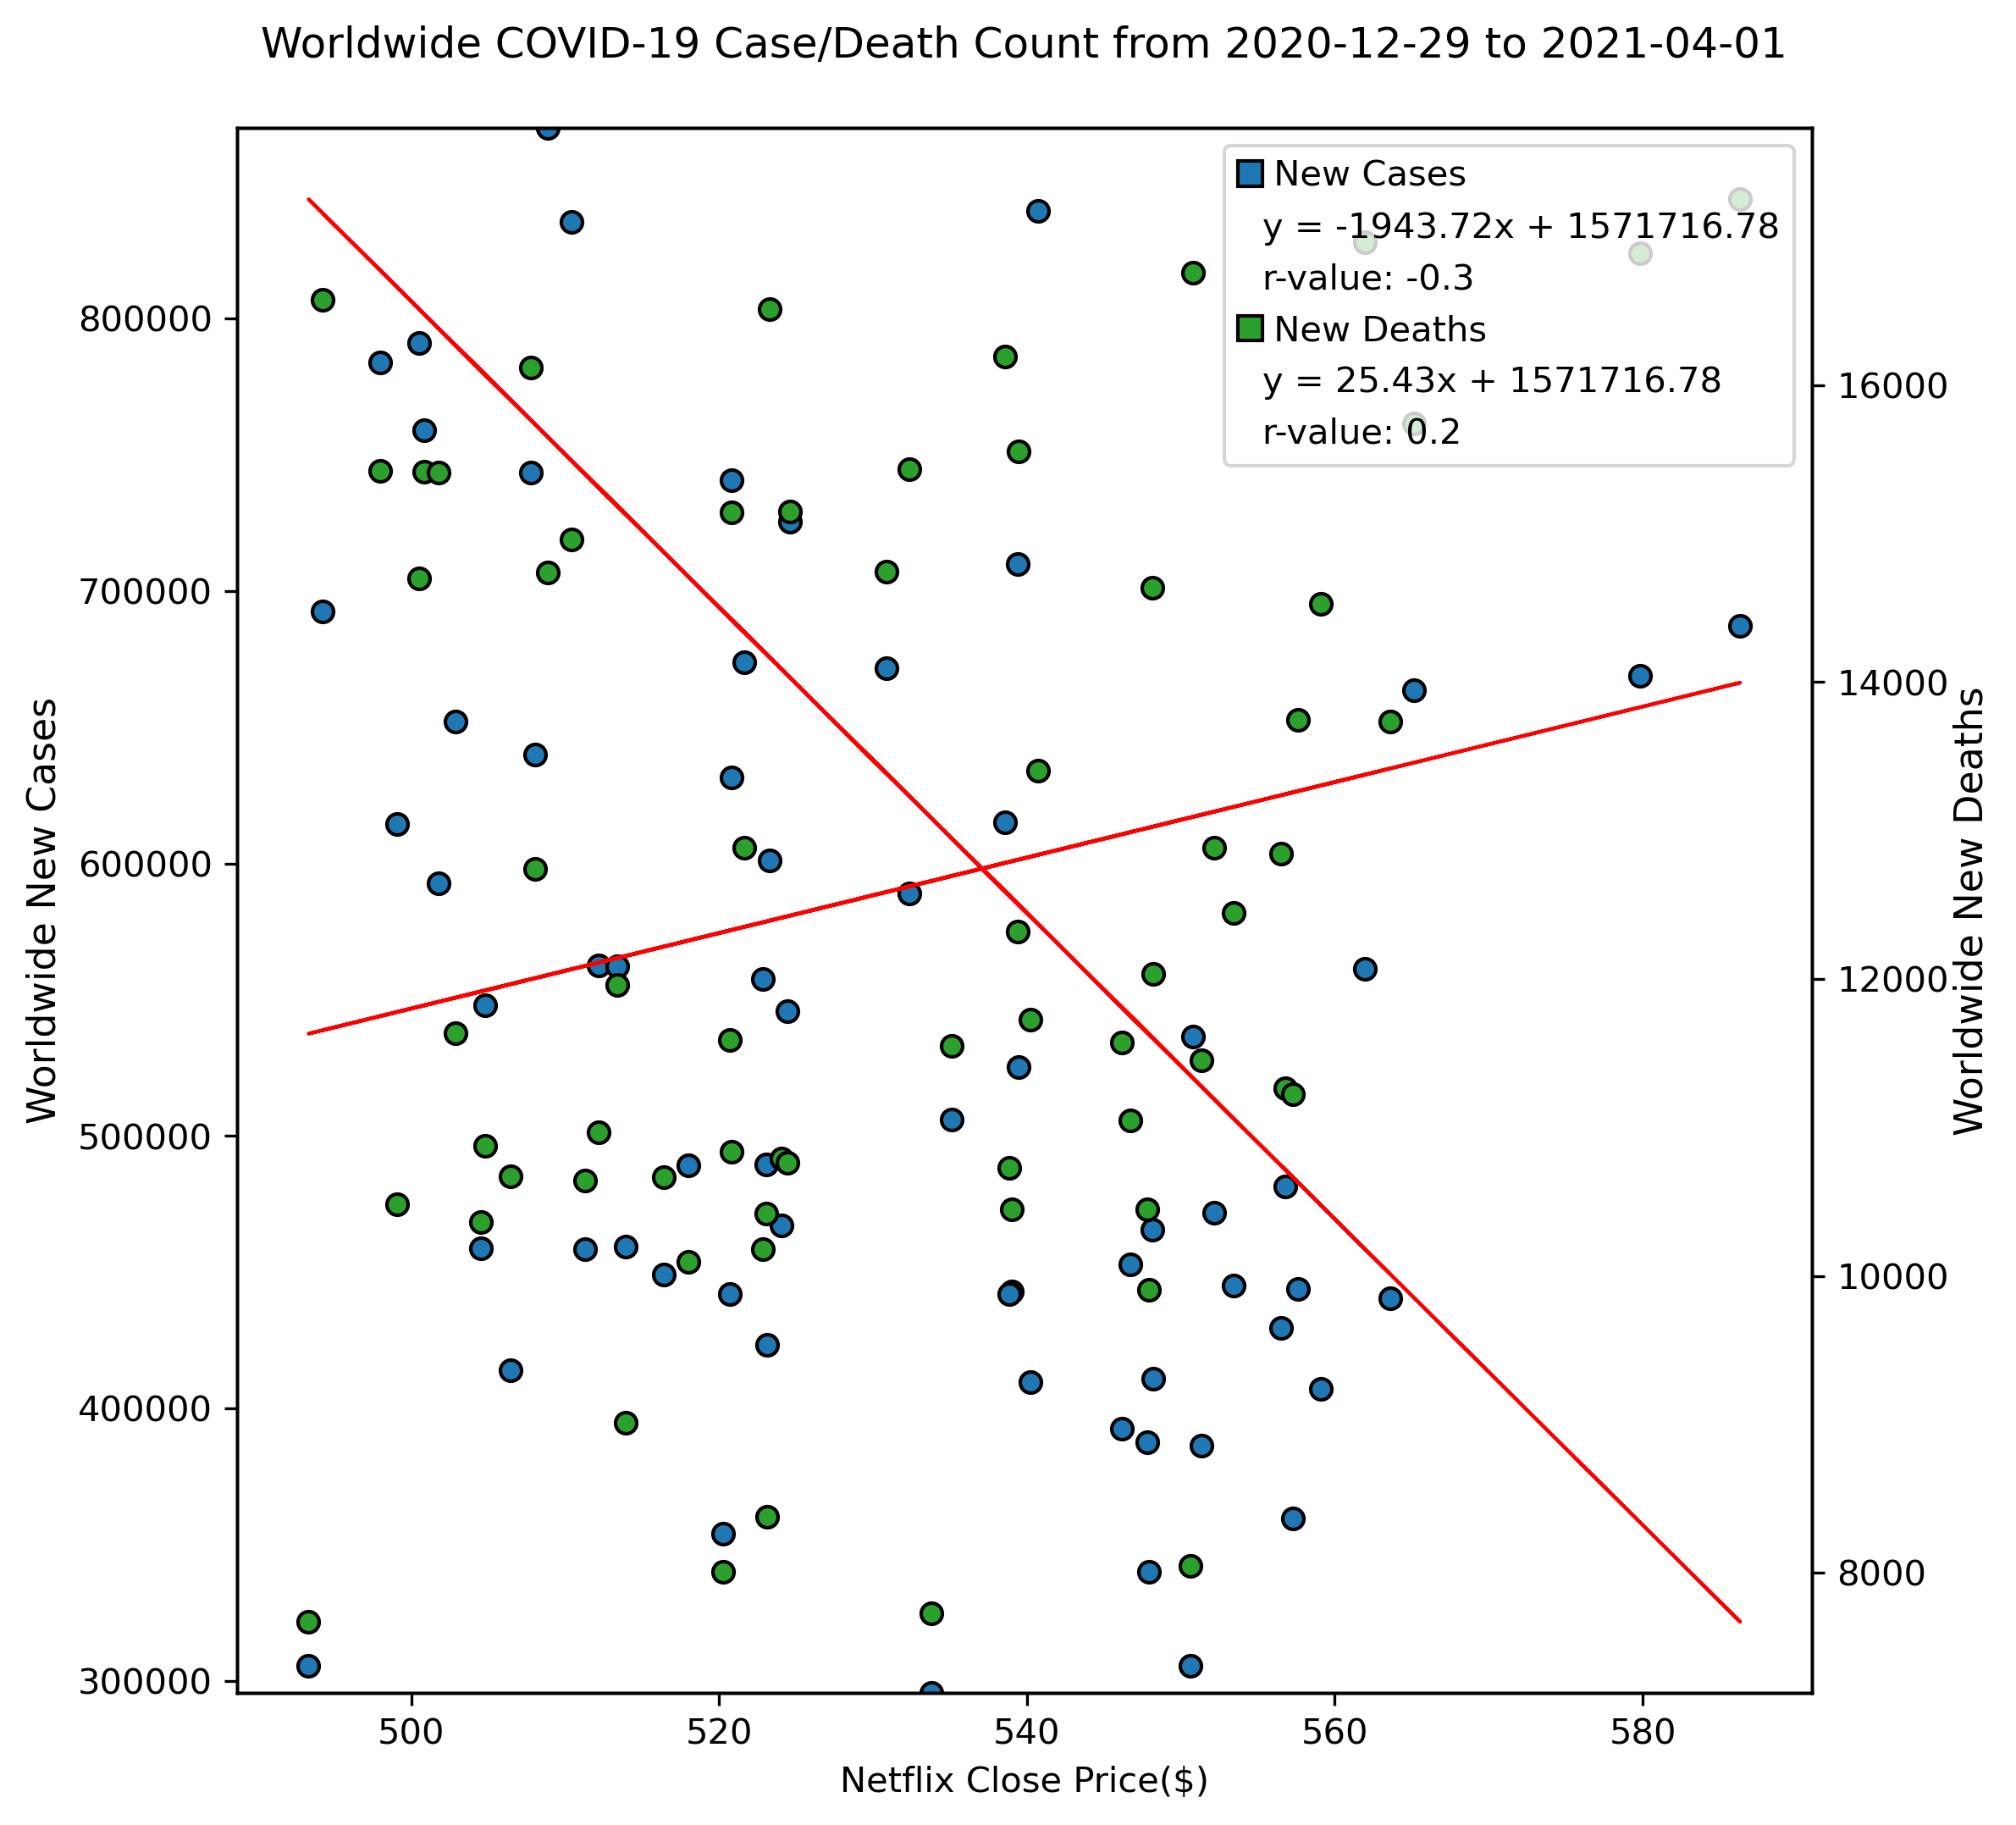 Worldwide COVID-19 Case/Death Count from 2020-12-29 to 2021-04-01
New Cases
y = -1943.72x + 1571716.78
r-value: -0.3
New Deaths
y = 25.43x + 1571716.78
r-value: 0.2
Worldwide New Cases
800000
700000
600000
500000
400000
300000
16000
14000
12000
10000
8000
Worldwide New Deaths
500
520
540
560
580
Netflix Close Price($)